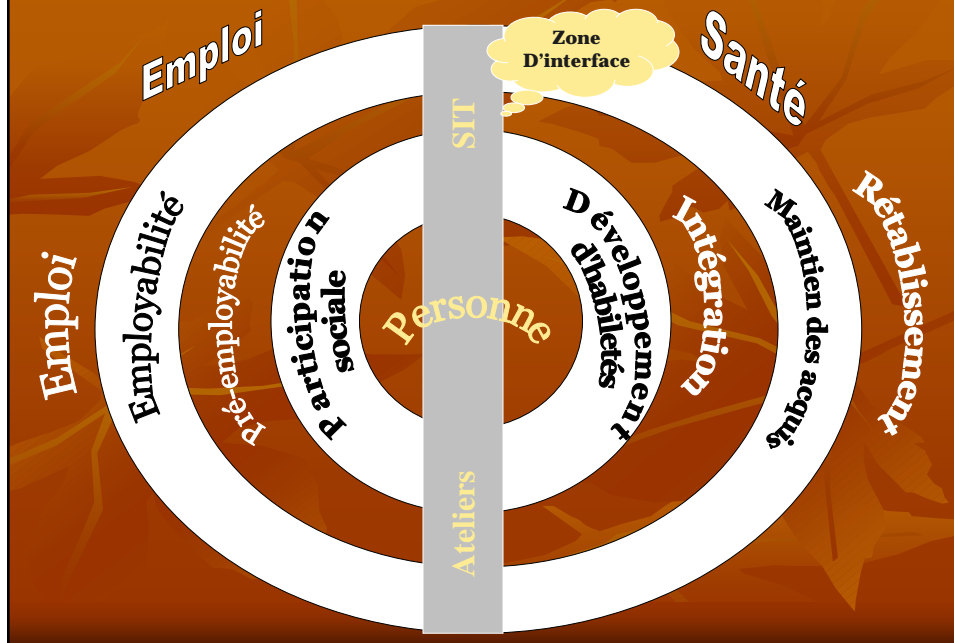 Emploi
Zone
D'interface
Santé
SIT
Emploi
Employabilité
Pré-employabilité
Participation
sociale
Personne
Développement
d'habiletés
Intégration
Maintien des acquis
Rétablissement
Ateliers